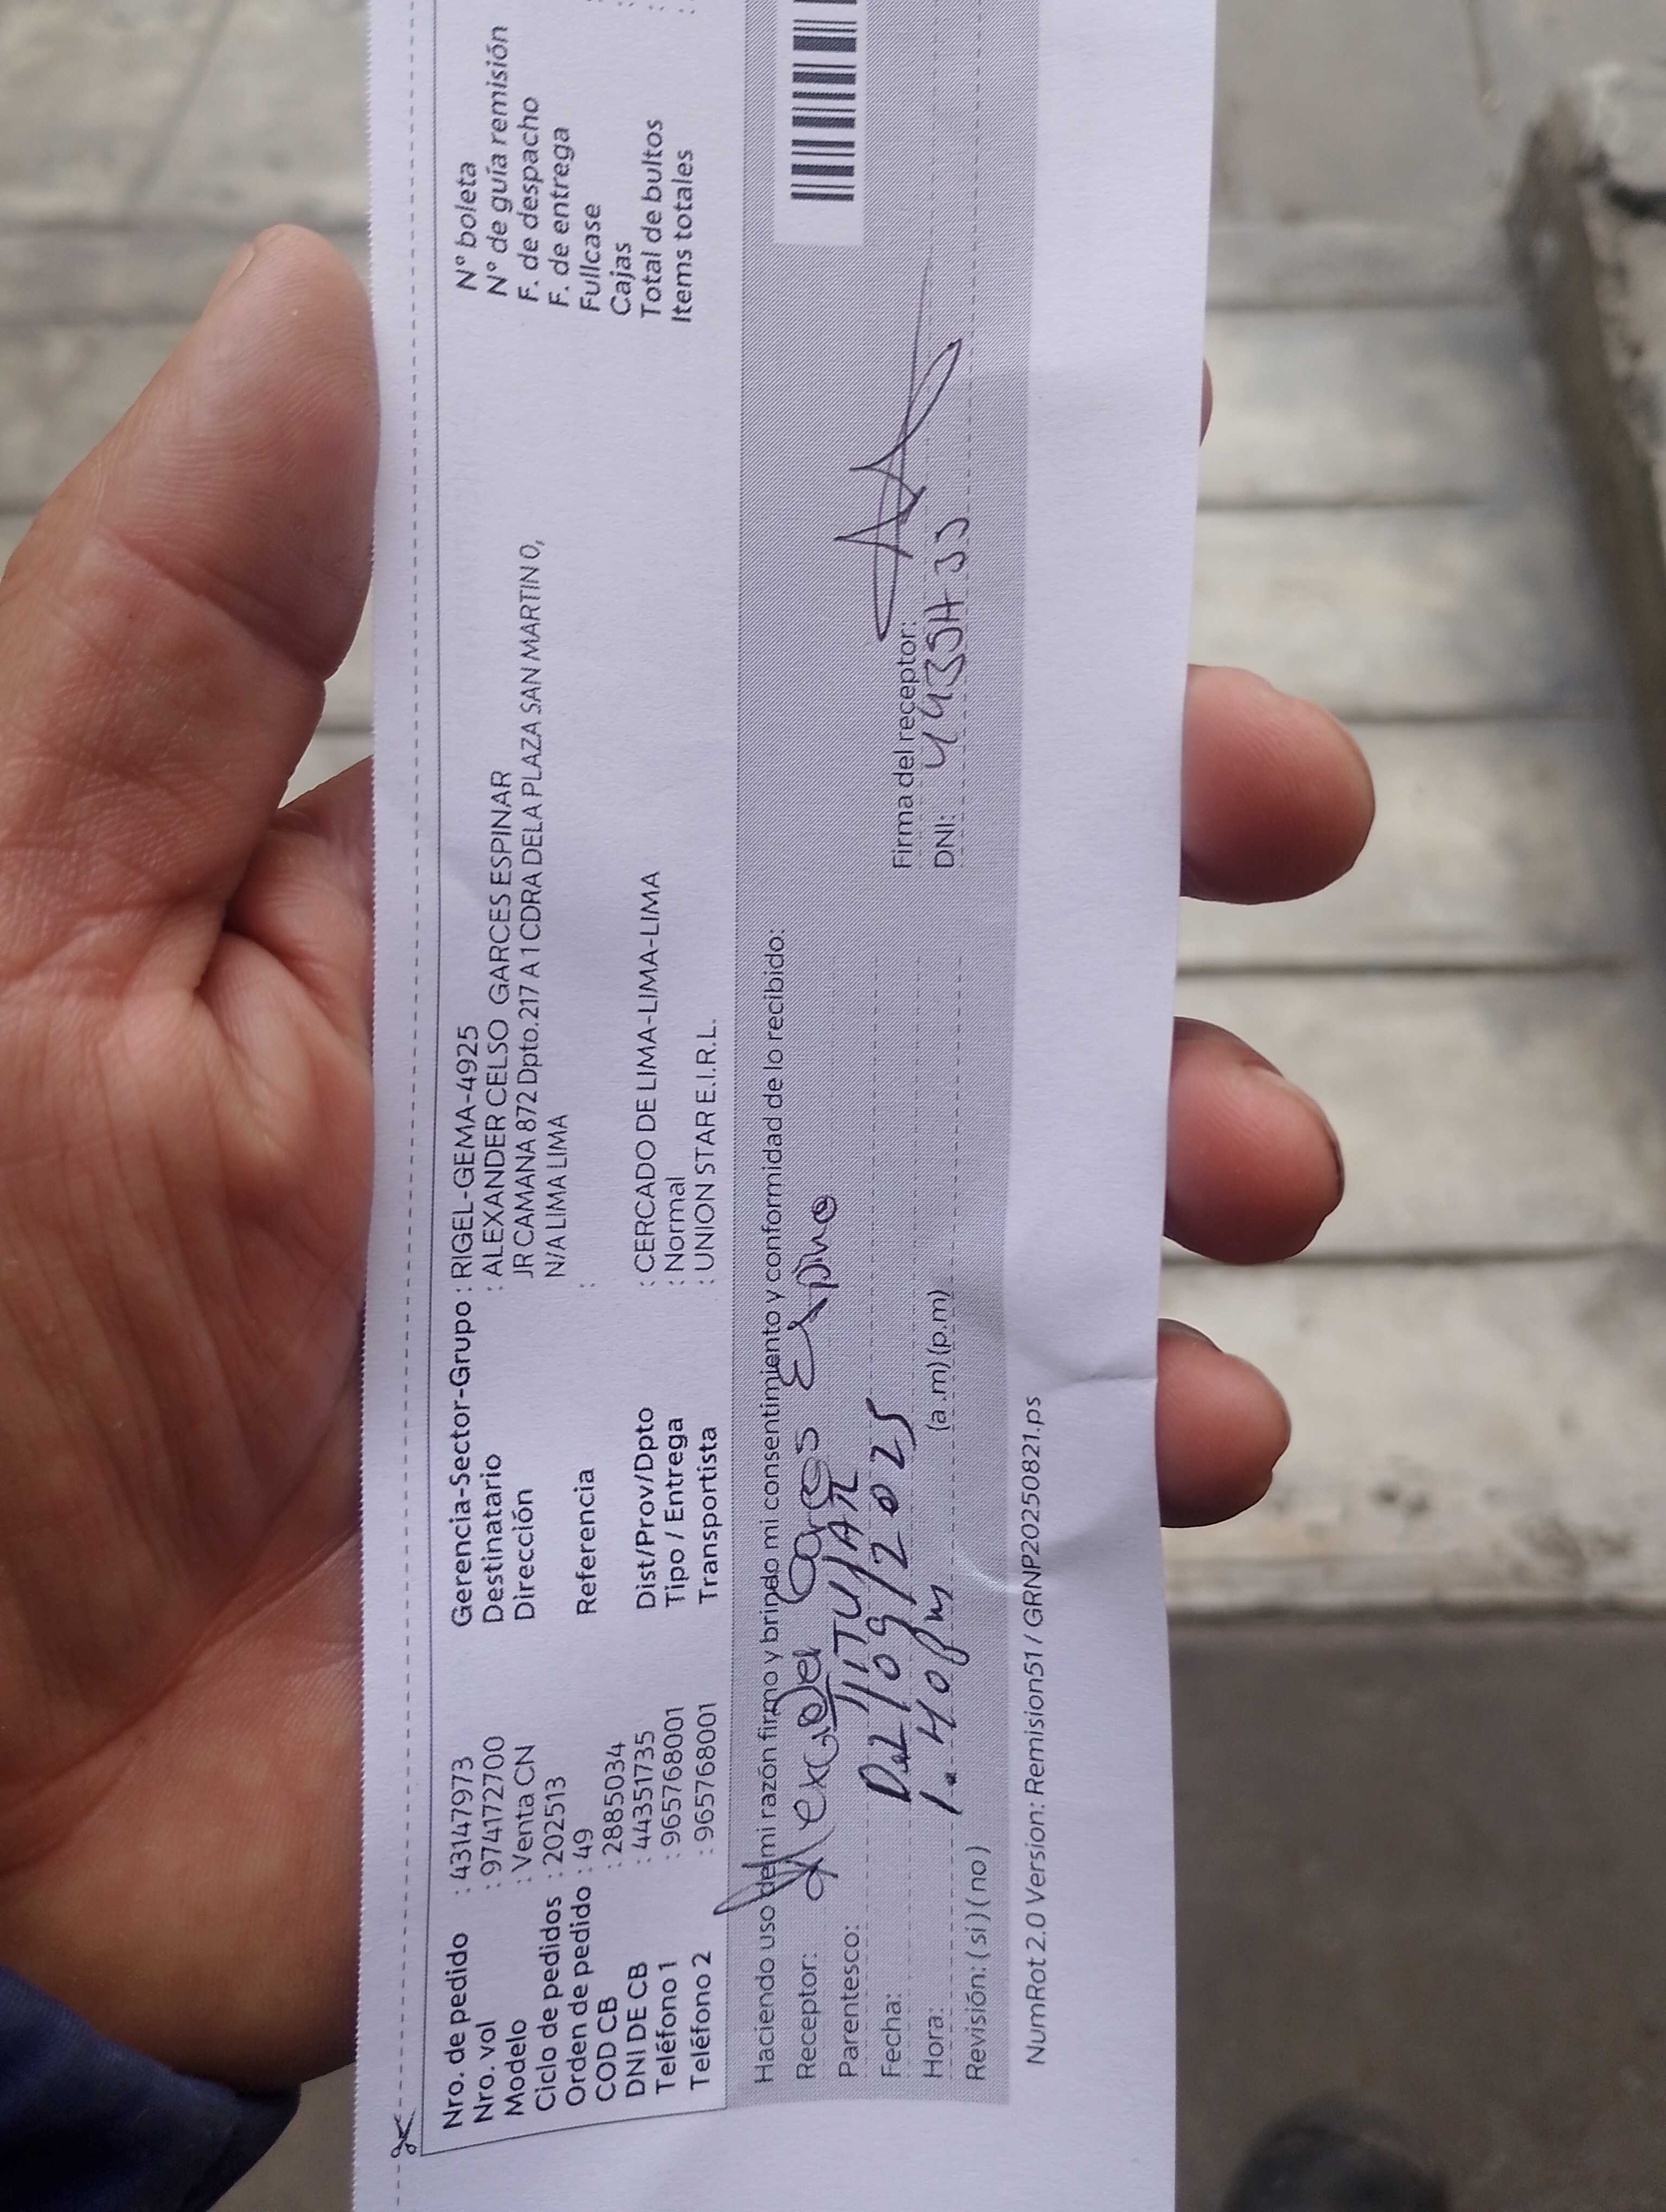 Nro. de pedido : 43147973
Nro. vol : 974172700
Modelo : Venta CN
Ciclo de pedidos : 202513
Orden de pedido : 49
COD CB : 2885034
DNI DE CB : 44351735
Teléfono 1 : 965768001
Teléfono 2 : 965768001
Gerencia-Sector-Grupo : RIGEL-GEMA-4925
Destinatario : ALEXANDER CELSO GARCES ESPINAR
Dirección JR CAMANA 872 Dpto.217 A 1 CDRA DELA PLAZA SAN MARTIN 0,
N/A LIMA LIMA
Referencia :
Dist/Prov/Dpto : CERCADO DE LIMA-LIMA-LIMA-LIMA
Tipo / Entrega : Normal
Transportista : UNION STAR E.I.R.L.
N° boleta :
N° de guía remisión :
F. de despacho
F. de entrega
Fullcase
Cajas
Total de bultos :
Items totales :
Haciendo uso de mi razón firmo y brindo mi consentimiento y conformidad de lo recibido:
Receptor:
Parentesco: TITULAR
Fecha: /09/2025
Hora: 1:40pm (a.m) (p.m)
Revisión: ( si ) ( no )
Firma del receptor:
DNI:
NumRot 2.0 Version: Remision51 / GRNP20250821.ps